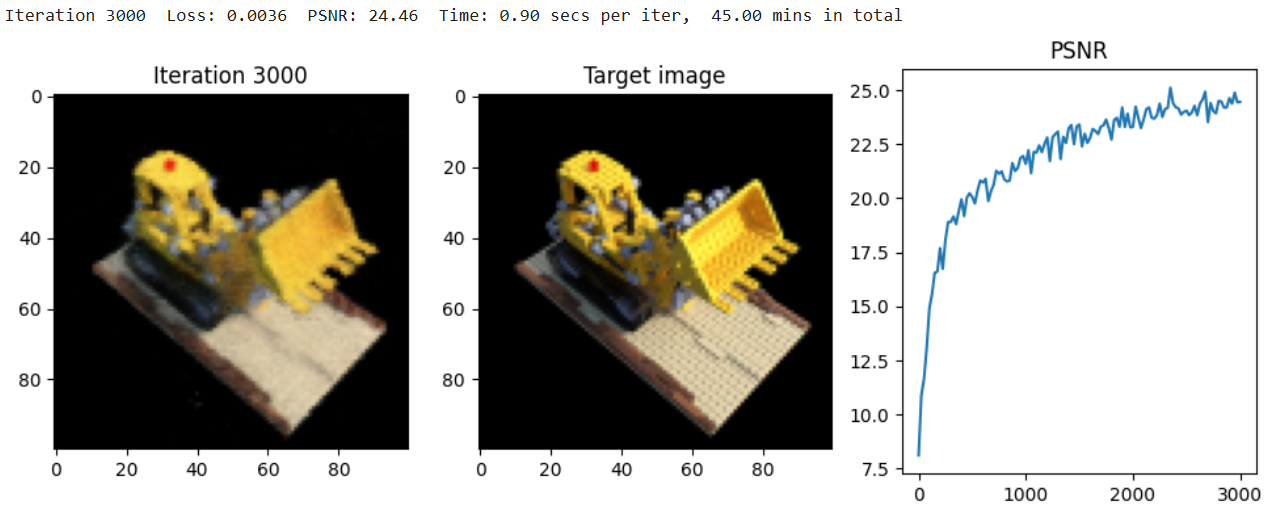 Iteration 3000  Loss: 0.0036  PSNR: 24.46  Time: 0.90 secs per iter,  45.00 mins in total
Iteration 3000
0
20
40
60
80
0 20 40 60 80
Target image
0
20
40
60
80
0 20 40 60 80
PSNR
25.0
22.5
20.0
17.5
15.0
12.5
10.0
7.5
0 1000 2000 3000